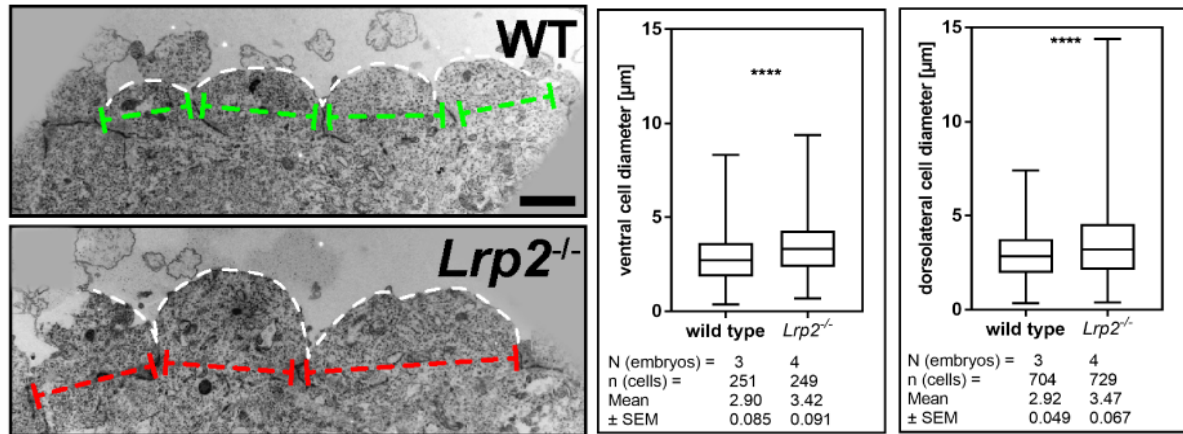 WT
Lrp2-/-
ventral cell diameter [µm]
15
10
5
0
****
wild type Lrp2-/-
N (embryos) = 3 4
n (cells) = 251 249
Mean 2.90 3.42
± SEM 0.085 0.091
dorsolateral cell diameter [µm]
15
10
5
0
****
wild type Lrp2-/-
N (embryos) = 3 4
n (cells) = 704 729
Mean 2.92 3.47
± SEM 0.049 0.067